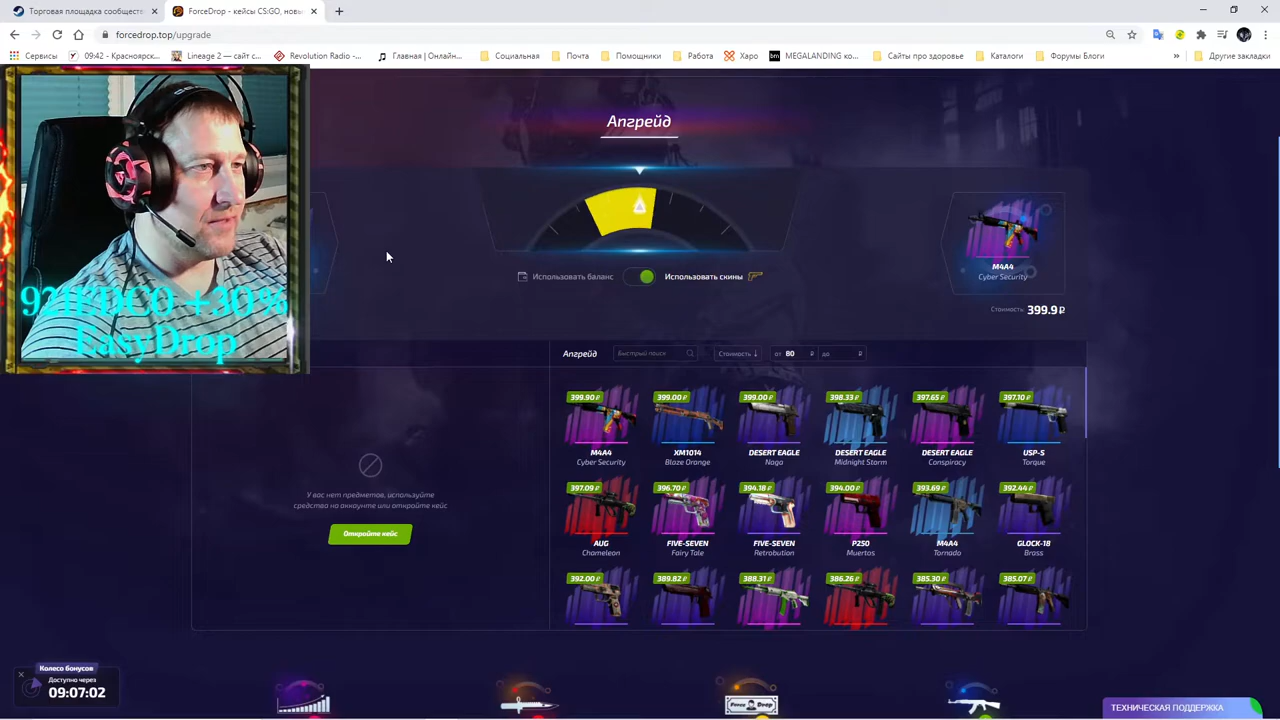 Торговая площадка сообществ
ForceDrop - кейсы CS:GO, новы
forcedrop.top/upgrade
Сервисы
09:42 - Красноярск...
Lineage 2 — сайт с...
Revolution Radio -...
Главная | Онлайн...
Социальная
Почта
Помощники
Работа
Харо
MEGALANDING ко...
Сайты про здоровье
Каталоги
Форумы Блоги
»
Другие закладки
Апгрейд
Использовать баланс
Использовать скины
M4A4
Cyber Security
Стоимость: 399.9 ₽
921EDC0 +30%
EasyDrop
Апгрейд
Быстрый поиск
Стоимость ↓
от 80 ₽
до ₽
399.90 ₽
399.00 ₽
399.00 ₽
398.33 ₽
397.65 ₽
397.10 ₽
M4A4
XM1014
DESERT EAGLE
DESERT EAGLE
DESERT EAGLE
USP-S
Cyber Security
Blaze Orange
Naga
Midnight Storm
Conspiracy
Torque
397.09 ₽
396.70 ₽
394.18 ₽
394.00 ₽
393.69 ₽
392.44 ₽
AUG
FIVE-SEVEN
FIVE-SEVEN
P250
M4A4
GLOCK-18
Chameleon
Fairy Tale
Retrobution
Muertos
Tornado
Brass
392.00 ₽
389.82 ₽
388.31 ₽
386.26 ₽
385.30 ₽
385.07 ₽
У вас нет предметов, используйте
средства на аккаунте или откройте кейс
Откройте кейс
Колесо бонусов
Доступно через
09:07:02
Force Drop
ТЕХНИЧЕСКАЯ ПОДДЕРЖКА